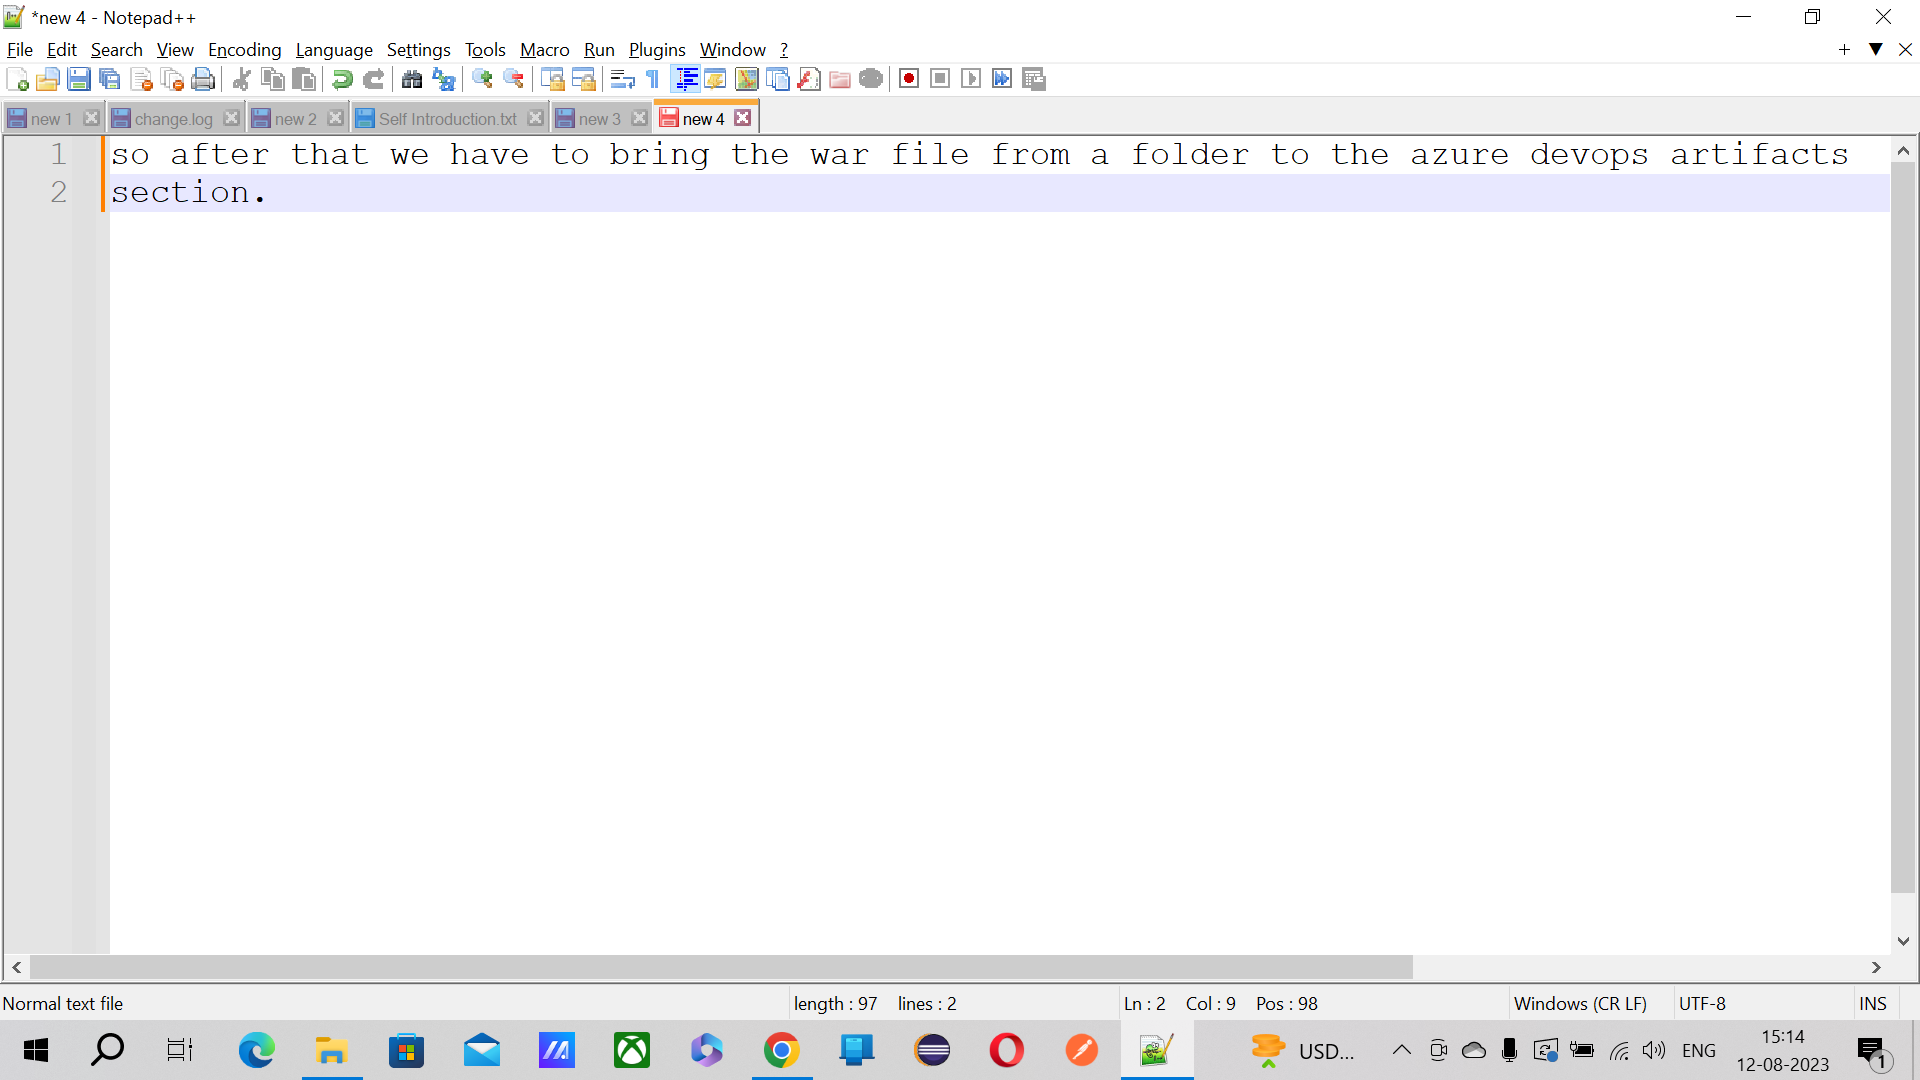 *new 4 - Notepad++
File Edit Search View Encoding Language Settings Tools Macro Run Plugins Window ?
new 1 change.log new 2 Self Introduction.txt new 3 new 4
1 so after that we have to bring the war file from a folder to the azure devops artifacts
2 section.
Normal text file length : 97 lines : 2 Ln : 2 Col : 9 Pos : 98 Windows (CR LF) UTF-8 INS
USD... ENG 15:14
12-08-2023 1